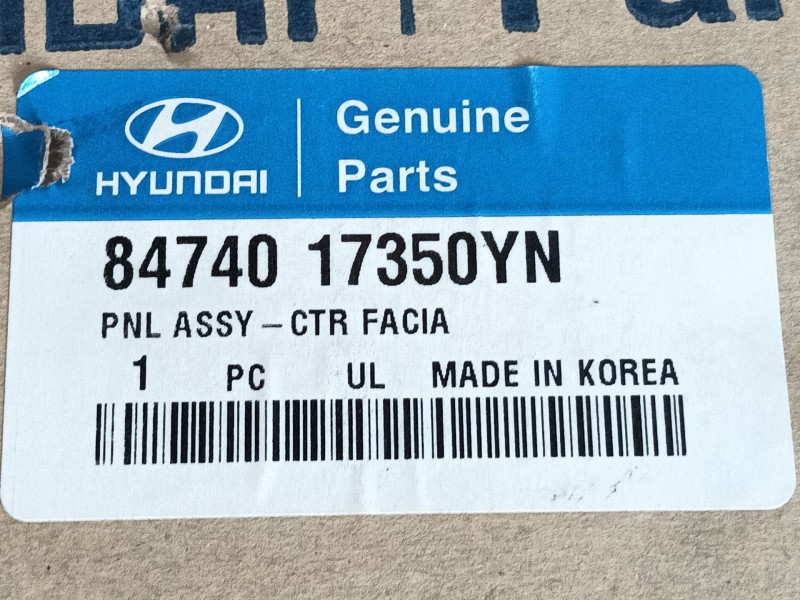 HYUNDAI
Genuine
Parts
84740 17350YN
PNL ASSY-CTR FACIA
1 PC UL MADE IN KOREA